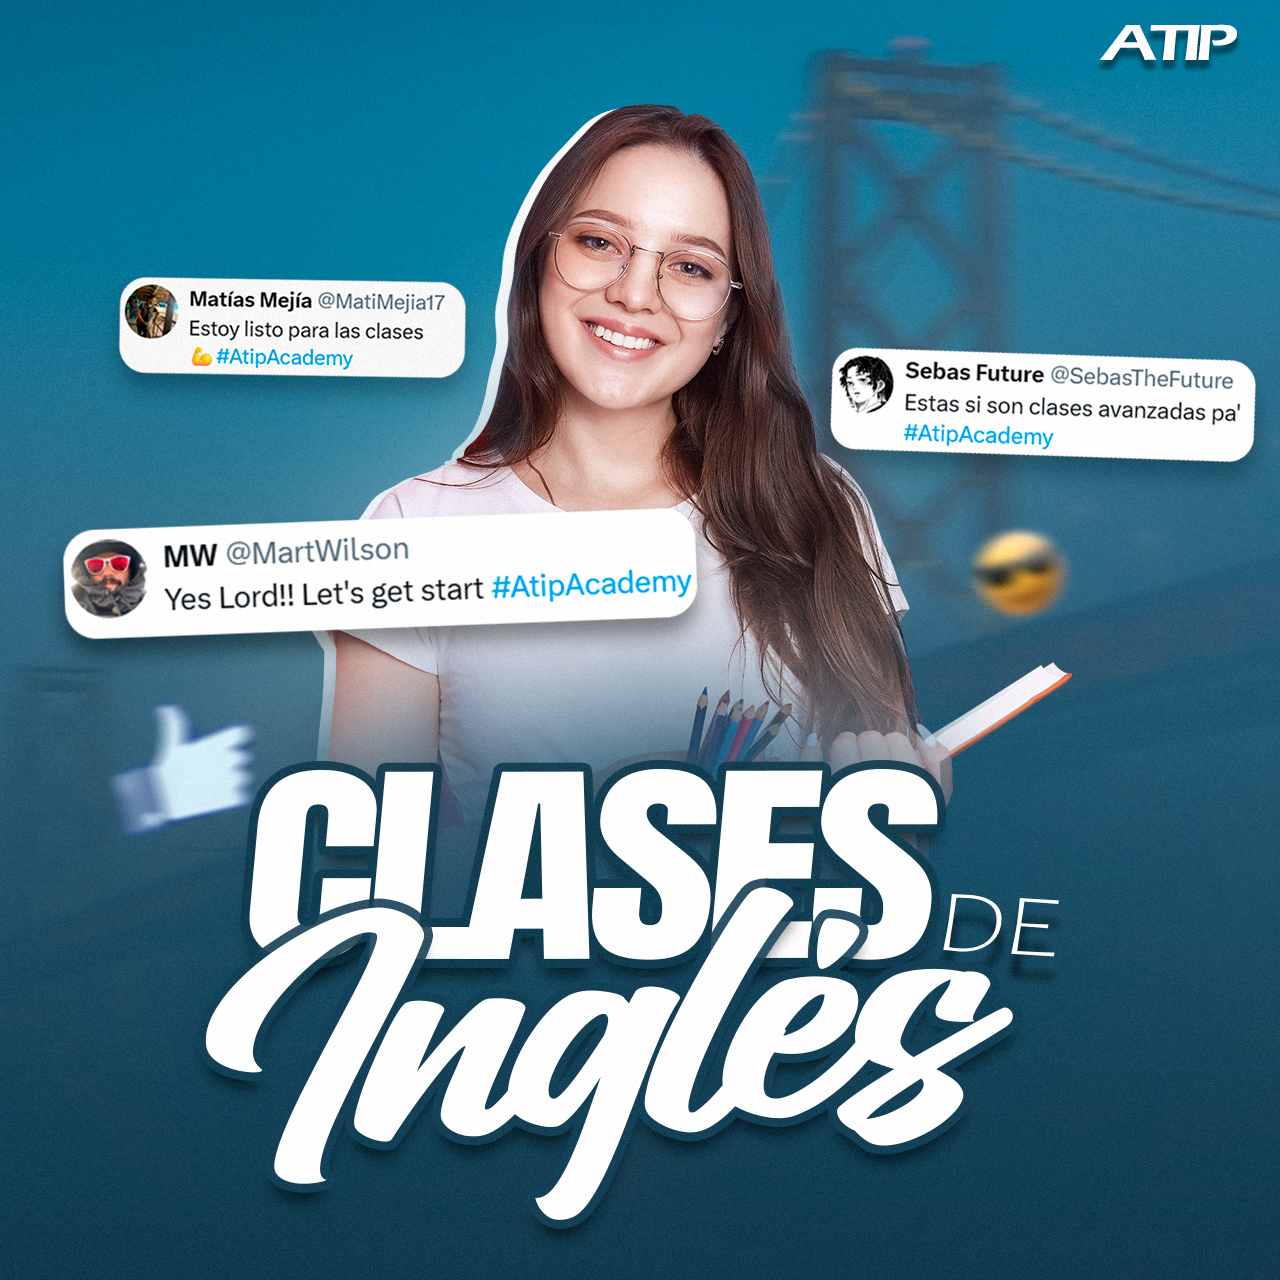 ATIP
Matías Mejía @MatiMejia17
Estoy listo para las clases
💪#AtipAcademy
Sebas Future @SebasTheFuture
Estas si son clases avanzadas pa'
#AtipAcademy
MW @MartWilson
Yes Lord!! Let's get start #AtipAcademy
CLASES DE
Inglés